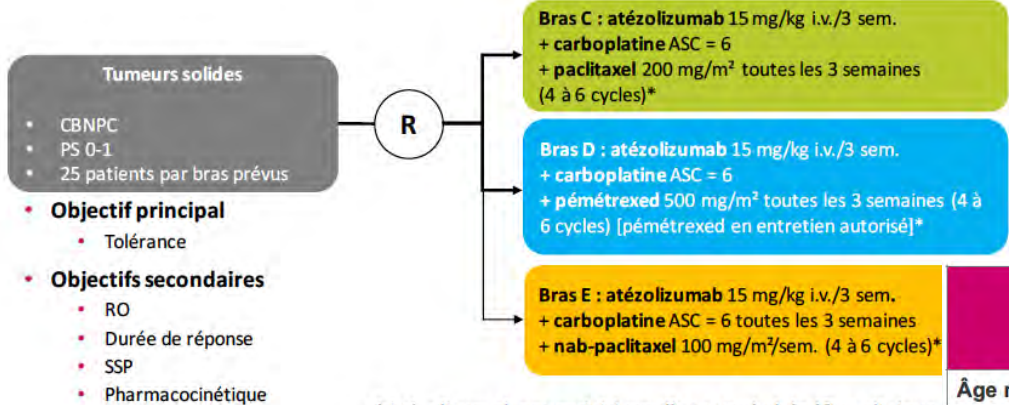 Tumeurs solides
• CBNPC
• PS 0-1
• 25 patients par bras prévus
• Objectif principal
• Tolérance
• Objectifs secondaires
• RO
• Durée de réponse
• SSP
• Pharmacocinétique
R
Bras C : atézolizumab 15 mg/kg i.v./3 sem.
+ carboplatine ASC = 6
+ paclitaxel 200 mg/m² toutes les 3 semaines
(4 à 6 cycles)*
Bras D : atézolizumab 15 mg/kg i.v./3 sem.
+ carboplatine ASC = 6
+ pémétrexed 500 mg/m² toutes les 3 semaines (4 à
6 cycles) [pémétrexed en entretien autorisé]*
Bras E : atézolizumab 15 mg/kg i.v./3 sem.
+ carboplatine ASC = 6 toutes les 3 semaines
+ nab-paclitaxel 100 mg/m²/sem. (4 à 6 cycles)*
Âge